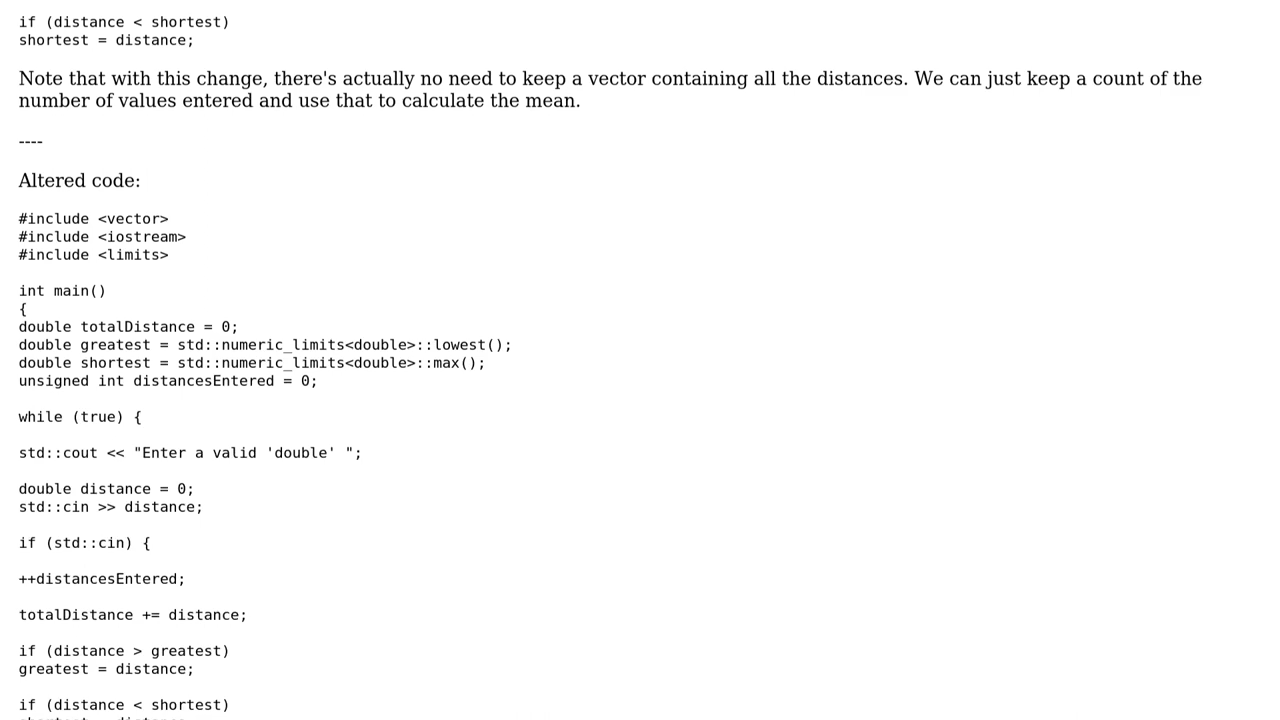 if (distance < shortest)
shortest = distance;
Note that with this change, there's actually no need to keep a vector containing all the distances. We can just keep a count of the
number of values entered and use that to calculate the mean.
----
Altered code:
#include <vector>
#include <iostream>
#include <limits>
int main()
{
double totalDistance = 0;
double greatest = std::numeric_limits<double>::lowest();
double shortest = std::numeric_limits<double>::max();
unsigned int distancesEntered = 0;
while (true) {
std::cout << "Enter a valid 'double' ";
double distance = 0;
std::cin >> distance;
if (std::cin) {
++distancesEntered;
totalDistance += distance;
if (distance > greatest)
greatest = distance;
if (distance < shortest)